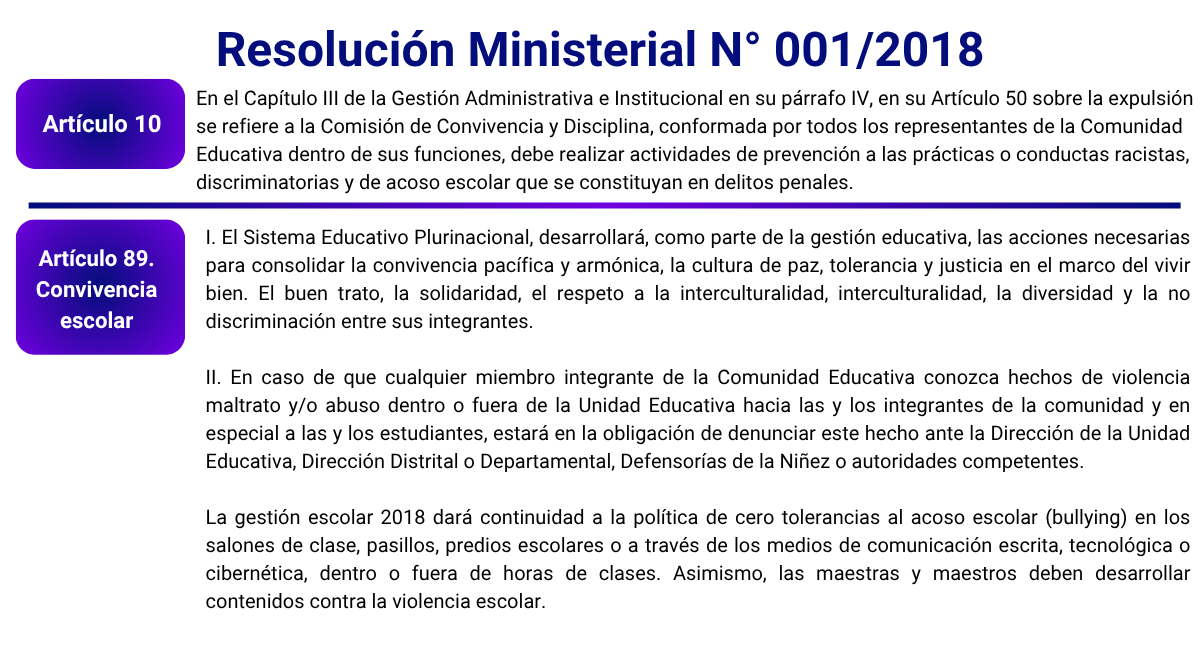 Resolución Ministerial N° 001/2018
Artículo 10
En el Capítulo III de la Gestión Administrativa e Institucional en su párrafo IV, en su Artículo 50 sobre la expulsión
se refiere a la Comisión de Convivencia y Disciplina, conformada por todos los representantes de la Comunidad
Educativa dentro de sus funciones, debe realizar actividades de prevención a las prácticas o conductas racistas,
discriminatorias y de acoso escolar que se constituyan en delitos penales.
Artículo 89.
Convivencia
escolar
I. El Sistema Educativo Plurinacional, desarrollará, como parte de la gestión educativa, las acciones necesarias
para consolidar la convivencia pacífica y armónica, la cultura de paz, tolerancia y justicia en el marco del vivir
bien. El buen trato, la solidaridad, el respeto a la interculturalidad, interculturalidad, la diversidad y la no
discriminación entre sus integrantes.
II. En caso de que cualquier miembro integrante de la Comunidad Educativa conozca hechos de violencia
maltrato y/o abuso dentro o fuera de la Unidad Educativa hacia las y los integrantes de la comunidad y en
especial a las y los estudiantes, estará en la obligación de denunciar este hecho ante la Dirección de la Unidad
Educativa, Dirección Distrital o Departamental, Defensorías de la Niñez o autoridades competentes.
La gestión escolar 2018 dará continuidad a la política de cero tolerancias al acoso escolar (bullying) en los
salones de clase, pasillos, predios escolares o a través de los medios de comunicación escrita, tecnológica o
cibernética, dentro o fuera de horas de clases. Asimismo, las maestras y maestros deben desarrollar
contenidos contra la violencia escolar.